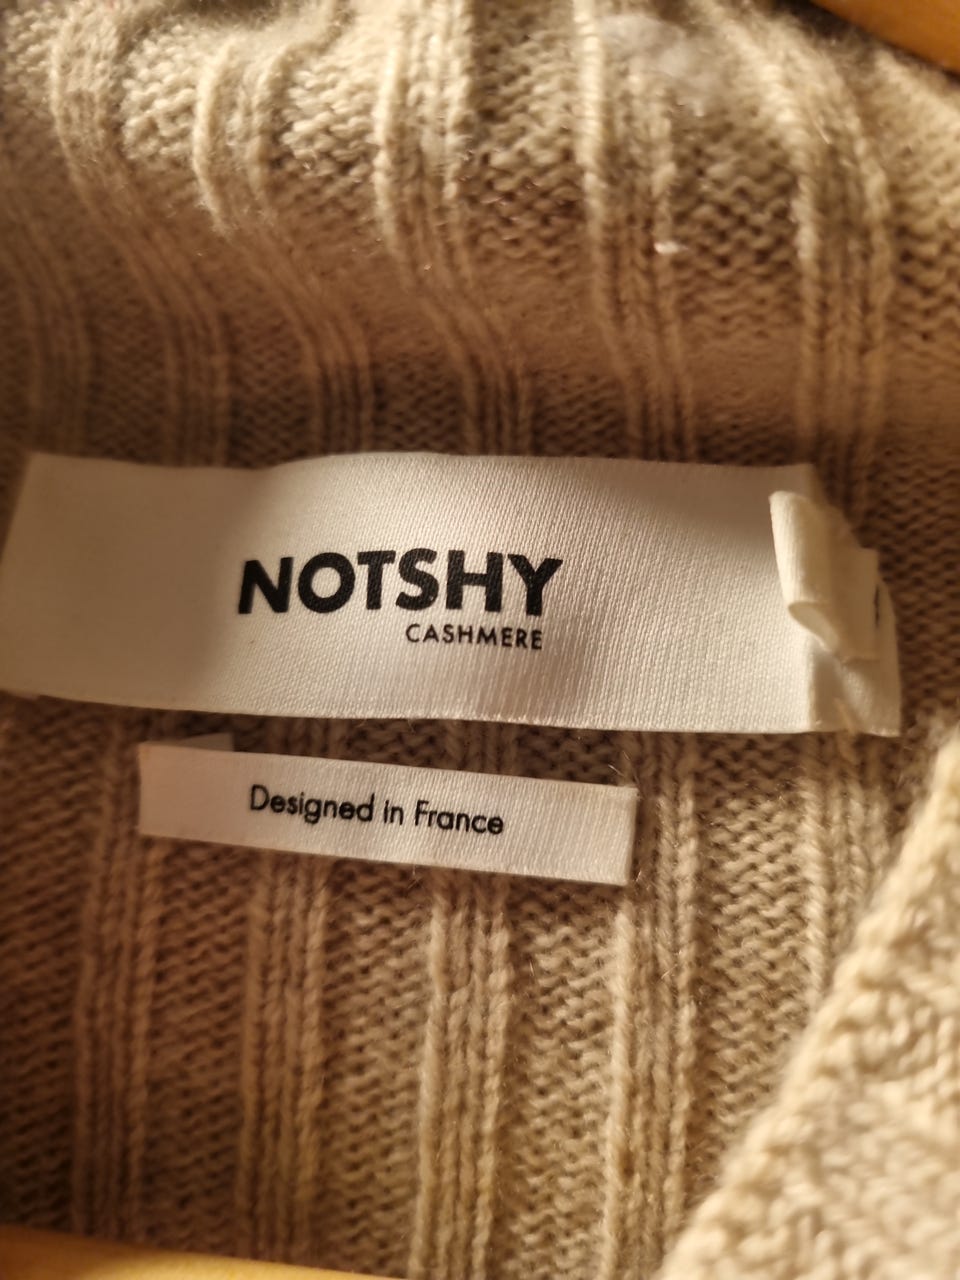 NOTSHY
CASHMERE
Designed in France